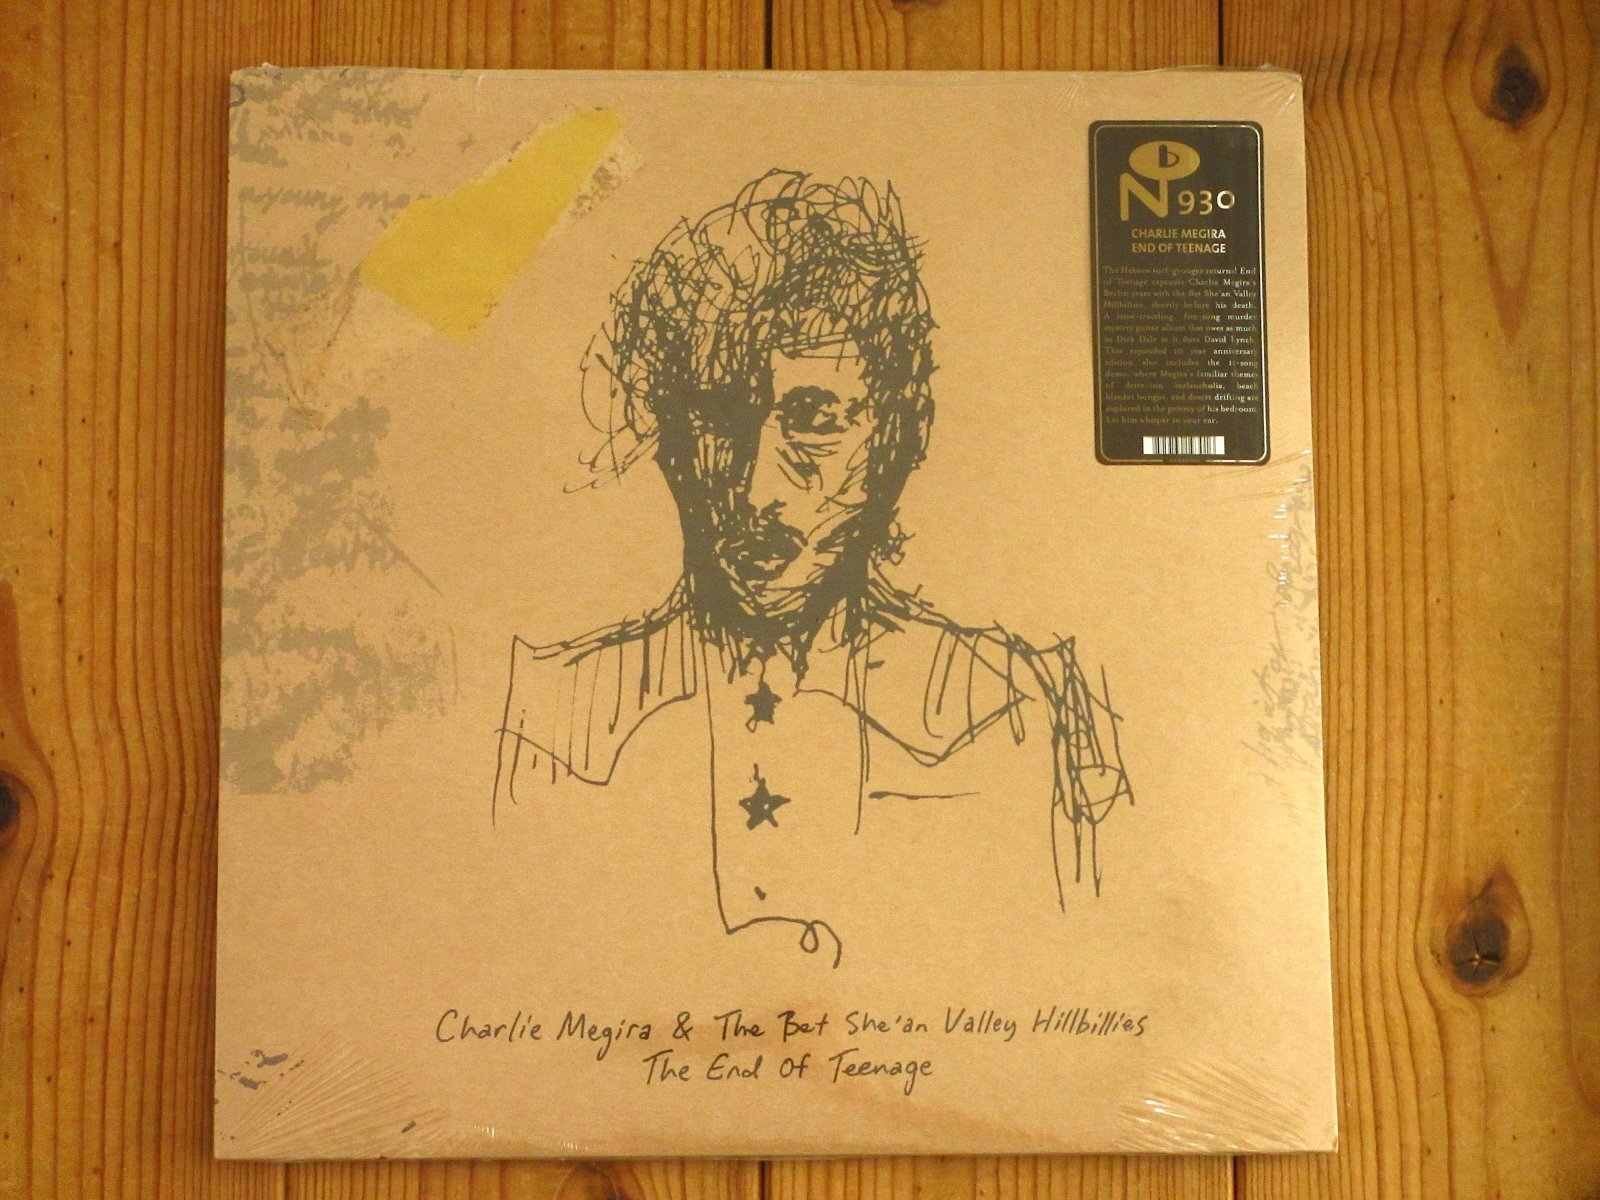 a young man
N 930
CHARLIE MEGIRA
END OF TEENAGE
The Hebrew surf-grunger returns! End
of Teenage captures Charlie Megira's
Berlin years with the Bet She'an Valley
Hillbillies, shortly before his death.
A time-traveling, five-song murder
mystery guitar album that owes as much
to Dick Dale as it does David Lynch.
This expanded 10 year anniversary
edition also includes the 11-song
demo, where Megira's familiar themes
of drive-inn melancholia, beach
blanket bongos, and desert drifting are
explored in the privacy of his bedroom.
Let him whisper in your ear.
Charlie Megira & The Bet She'an Valley Hillbillies
The End Of Teenage